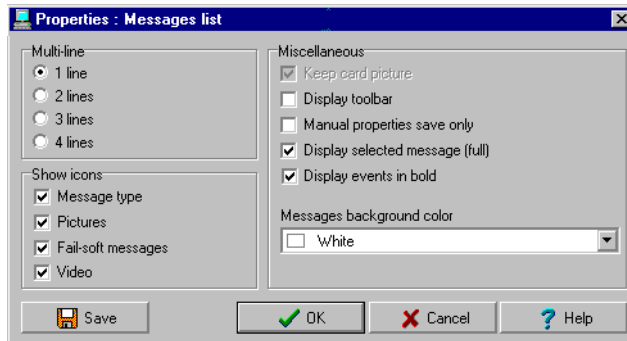 Properties : Messages list
Multi-line
1 line
2 lines
3 lines
4 lines
Show icons
Message type
Pictures
Fail-soft messages
Video
Miscellaneous
Keep card picture
Display toolbar
Manual properties save only
Display selected message (full)
Display events in bold
Messages background color
White
Save
OK
Cancel
Help